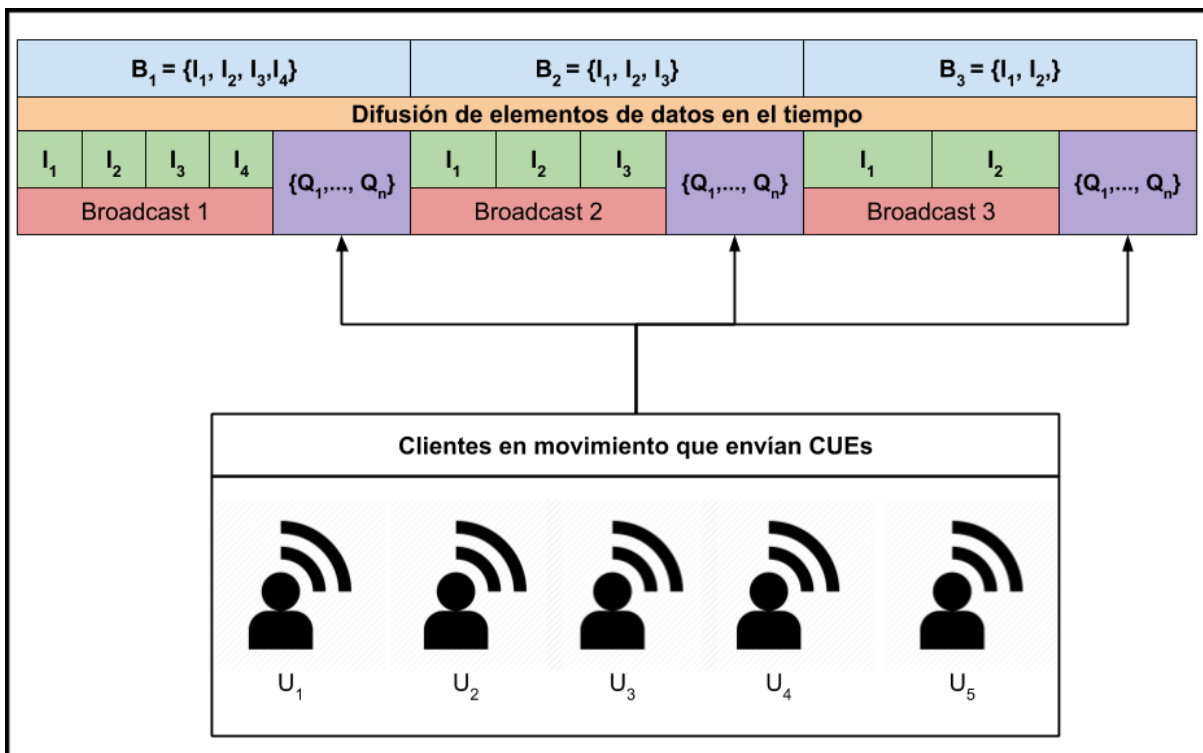 B₁ = {I₁, I₂, I₃,I₄} B₂ = {I₁, I₂, I₃} B₃ = {I₁, I₂,}
Difusión de elementos de datos en el tiempo
I₁ I₂ I₃ I₄ {Q₁,..., Qₙ} I₁ I₂ I₃ {Q₁,..., Qₙ} I₁ I₂ {Q₁,..., Qₙ}
Broadcast 1 Broadcast 2 Broadcast 3
Clientes en movimiento que envían CUEs
U₁ U₂ U₃ U₄ U₅